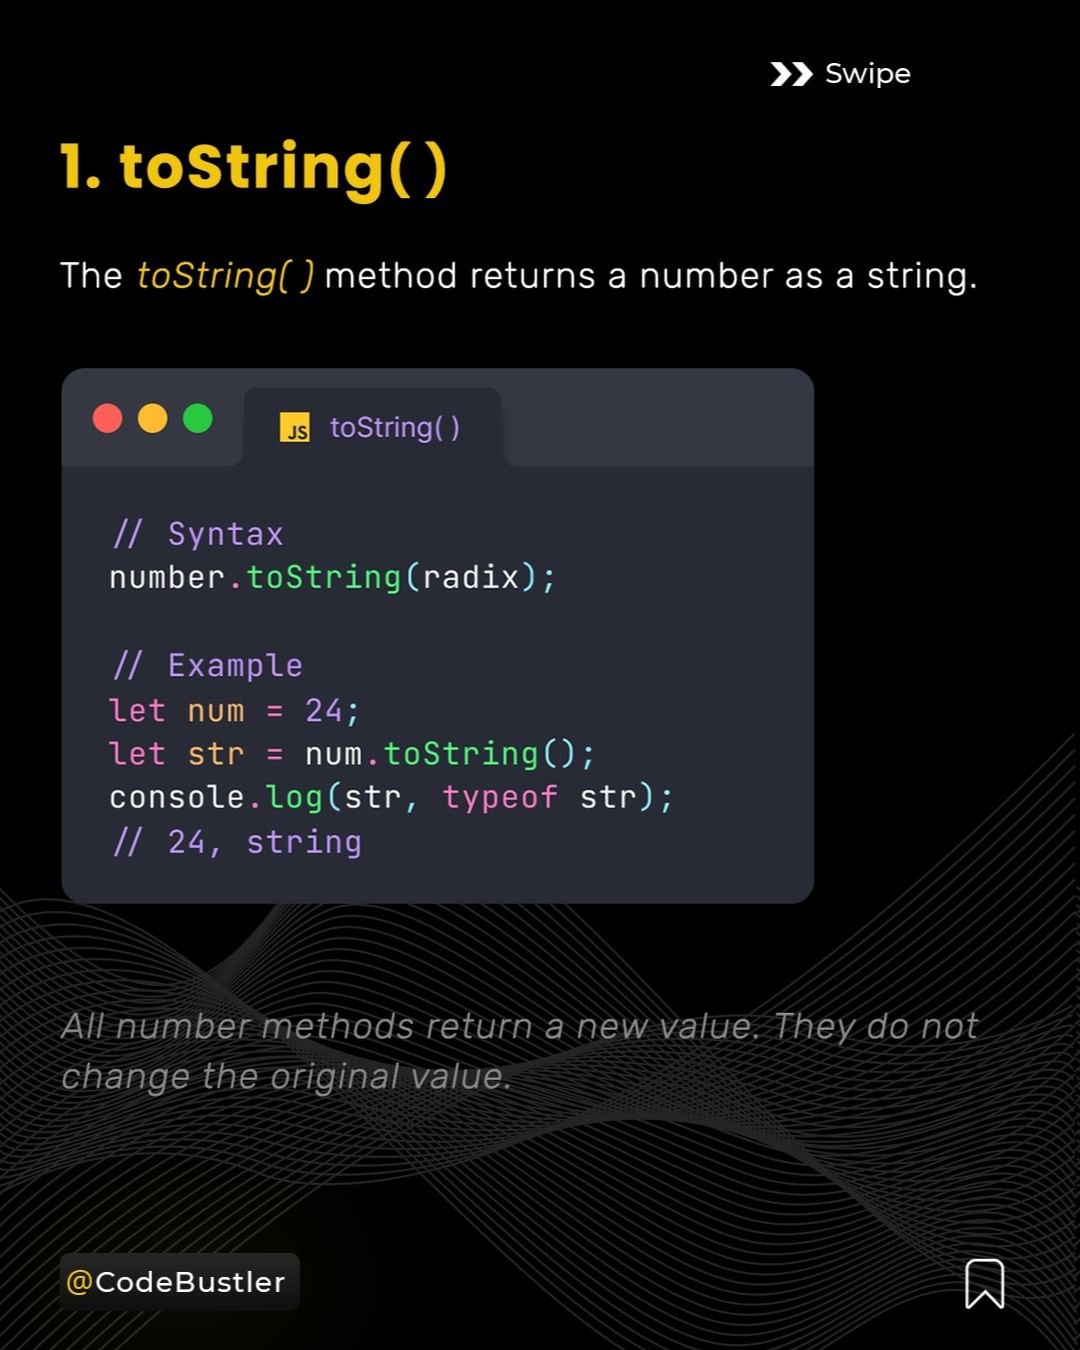 Swipe
1. toString( )
The toString( ) method returns a number as a string.
JS toString( )
// Syntax
number.toString(radix);
// Example
let num = 24;
let str = num.toString();
console.log(str, typeof str);
// 24, string
All number methods return a new value. They do not
change the original value.
@CodeBustler